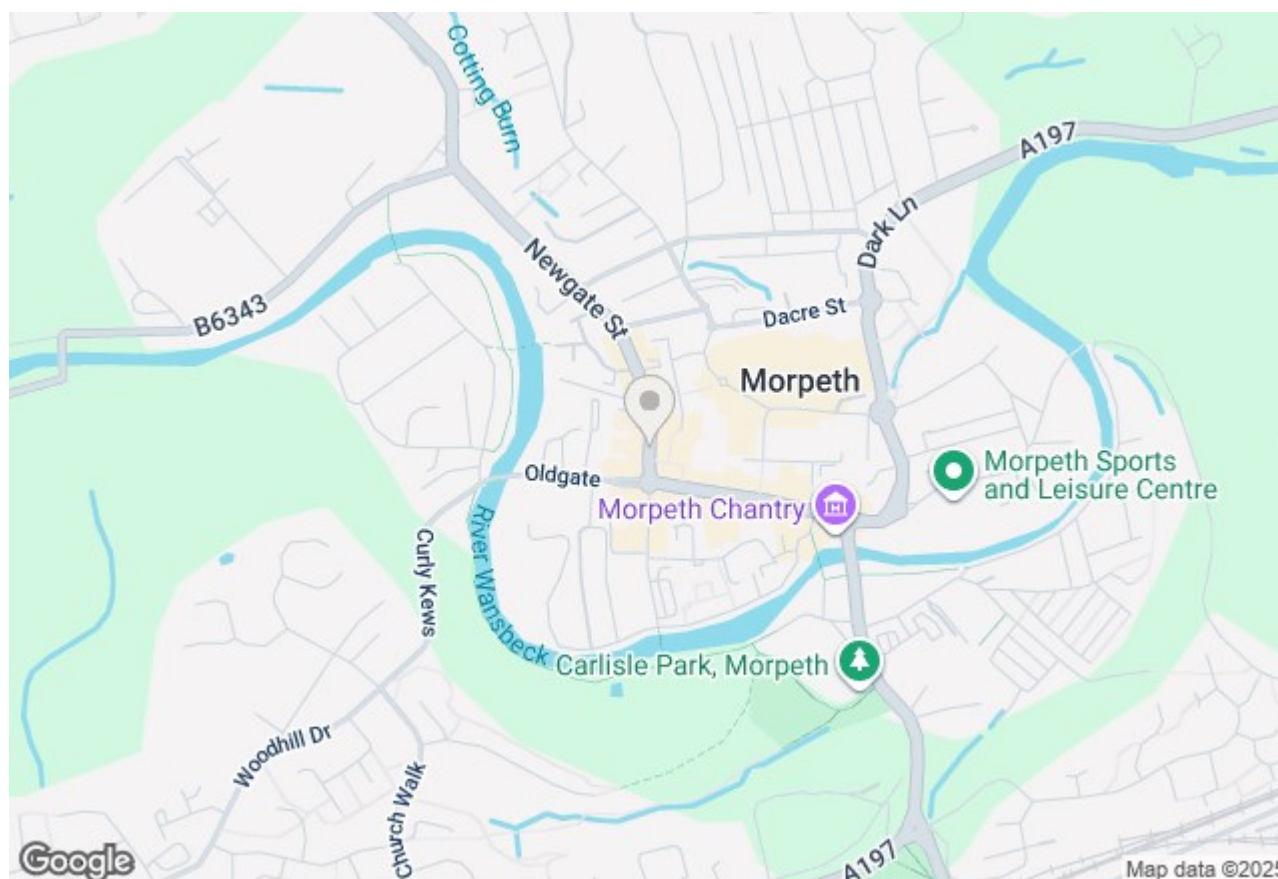 Cotting Burn
A197
Dark Ln
Newgate St
B6343
Dacre St
Morpeth
Oldgate
Morpeth Sports
and Leisure Centre
Morpeth Chantry
River Wansbeck
Curly Kews
Carlisle Park, Morpeth
Woodhill Dr
Church Walk
A197
Google
Map data ©2025